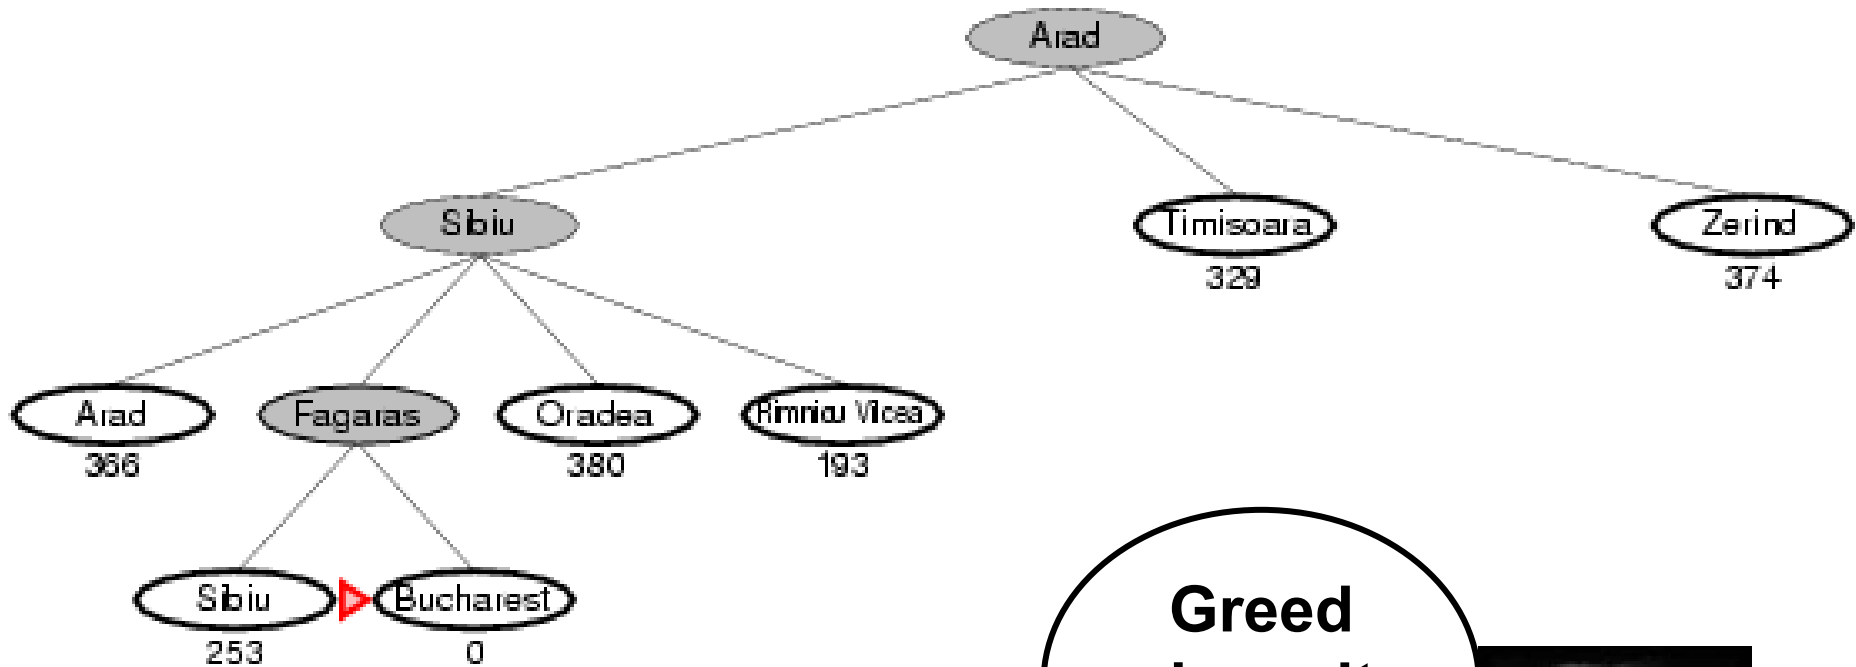 Arad
Sibiu
Timisoara
Zerind
329
374
Arad
Fagaras
Oradea
Rimnicu Vilcea
366
380
193
Sibiu
Bucharest
253
0
Greed